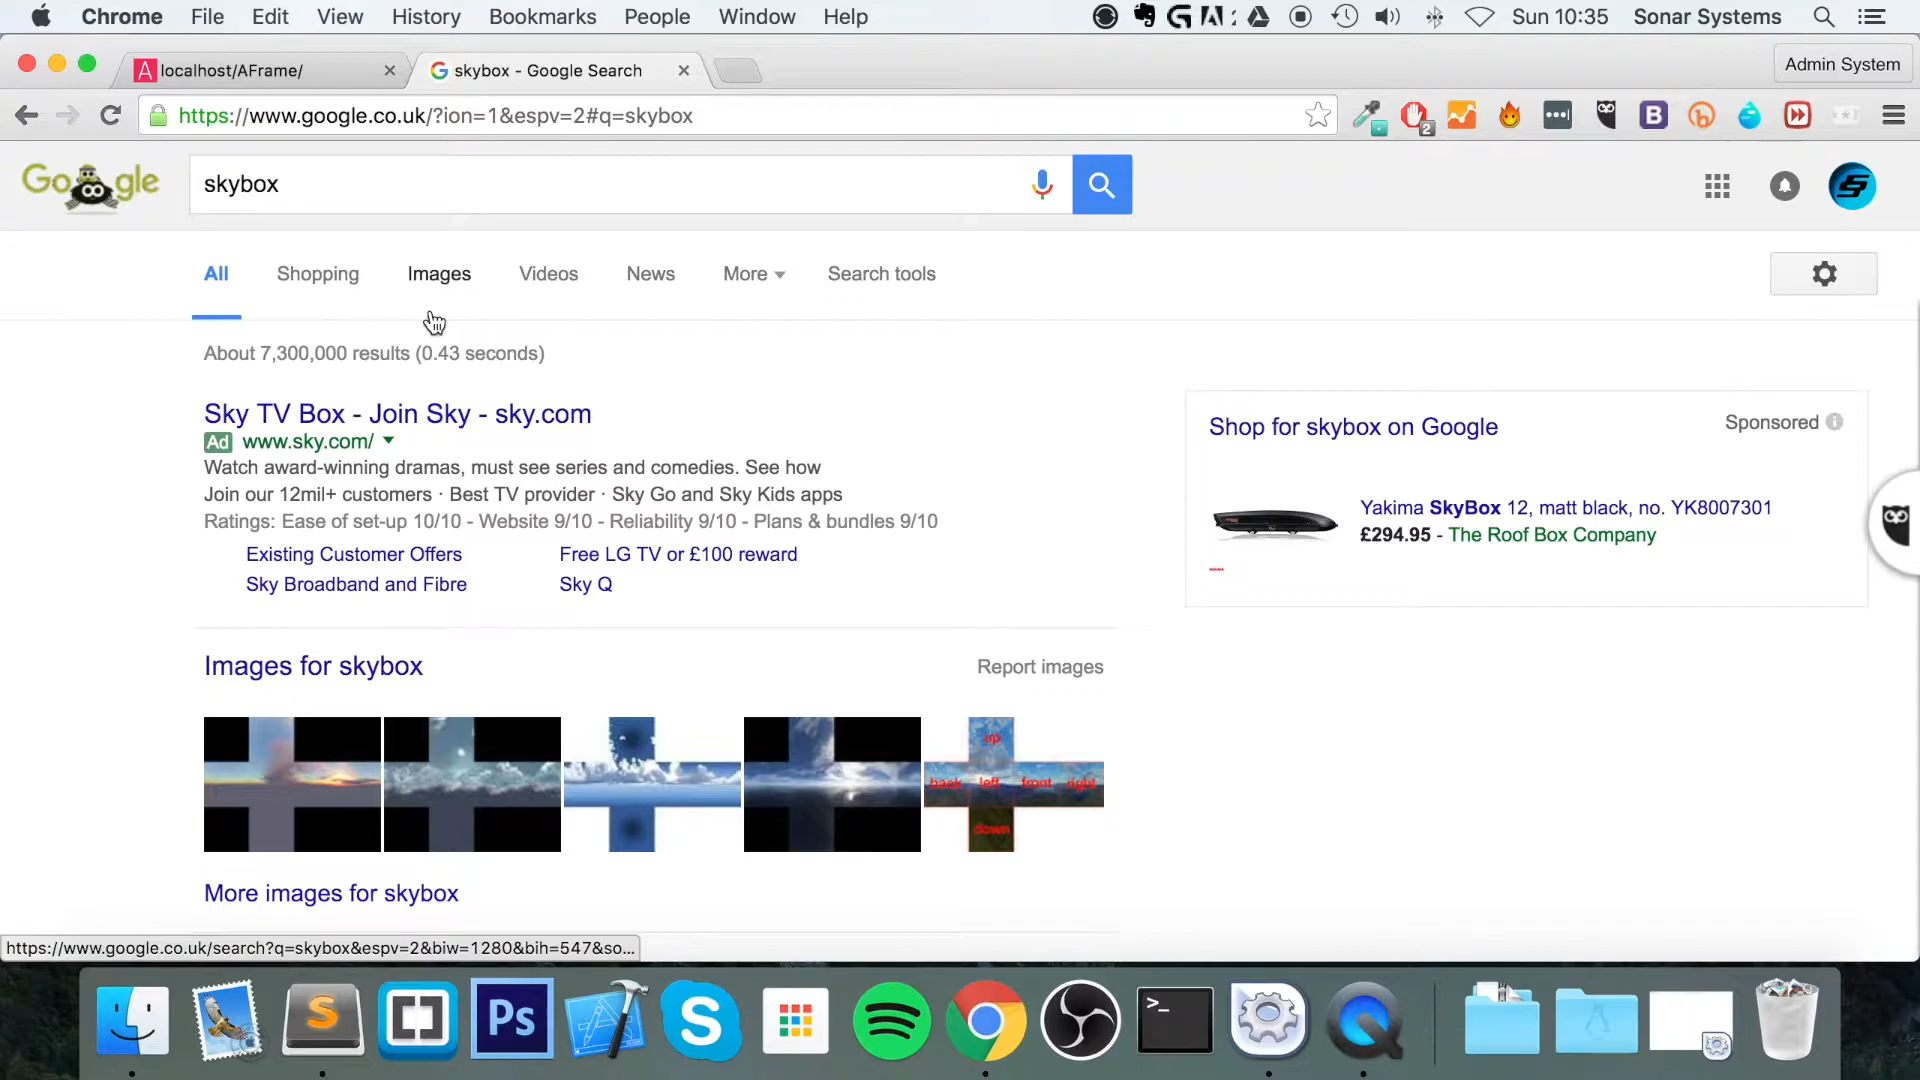 Chrome File Edit View History Bookmarks People Window Help
Sun 10:35 Sonar Systems
localhost/AFrame/
skybox - Google Search
Admin System
https://www.google.co.uk/?ion=1&espv=2#q=skybox
Google
skybox
All Shopping Images Videos News More Search tools
About 7,300,000 results (0.43 seconds)
Sky TV Box - Join Sky - sky.com
Ad www.sky.com/
Watch award-winning dramas, must see series and comedies. See how
Join our 12mil+ customers · Best TV provider · Sky Go and Sky Kids apps
Ratings: Ease of set-up 10/10 - Website 9/10 - Reliability 9/10 - Plans & bundles 9/10
Existing Customer Offers Free LG TV or £100 reward
Sky Broadband and Fibre Sky Q
Shop for skybox on Google Sponsored
Yakima SkyBox 12, matt black, no. YK8007301
£294.95 - The Roof Box Company
Images for skybox Report images
up
back left front right
down
More images for skybox
https://www.google.co.uk/search?q=skybox&espv=2&biw=1280&bih=547&so...
Ps